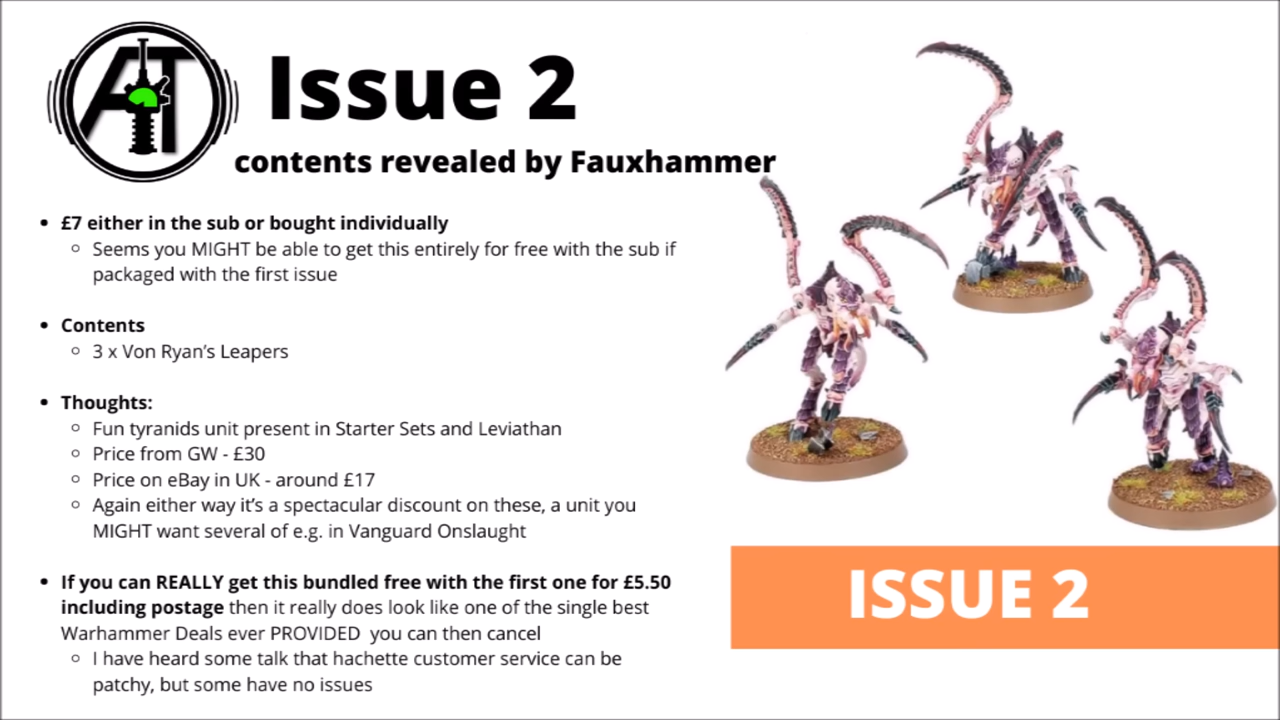 AT
Issue 2
contents revealed by Fauxhammer
• £7 either in the sub or bought individually
◦ Seems you MIGHT be able to get this entirely for free with the sub if
packaged with the first issue
• Contents
◦ 3 x Von Ryan's Leapers
• Thoughts:
◦ Fun tyranids unit present in Starter Sets and Leviathan
◦ Price from GW - £30
◦ Price on eBay in UK - around £17
◦ Again either way it's a spectacular discount on these, a unit you
MIGHT want several of e.g. in Vanguard Onslaught
• If you can REALLY get this bundled free with the first one for £5.50
including postage then it really does look like one of the single best
Warhammer Deals ever PROVIDED  you can then cancel
◦ I have heard some talk that hachette customer service can be
patchy, but some have no issues
ISSUE 2